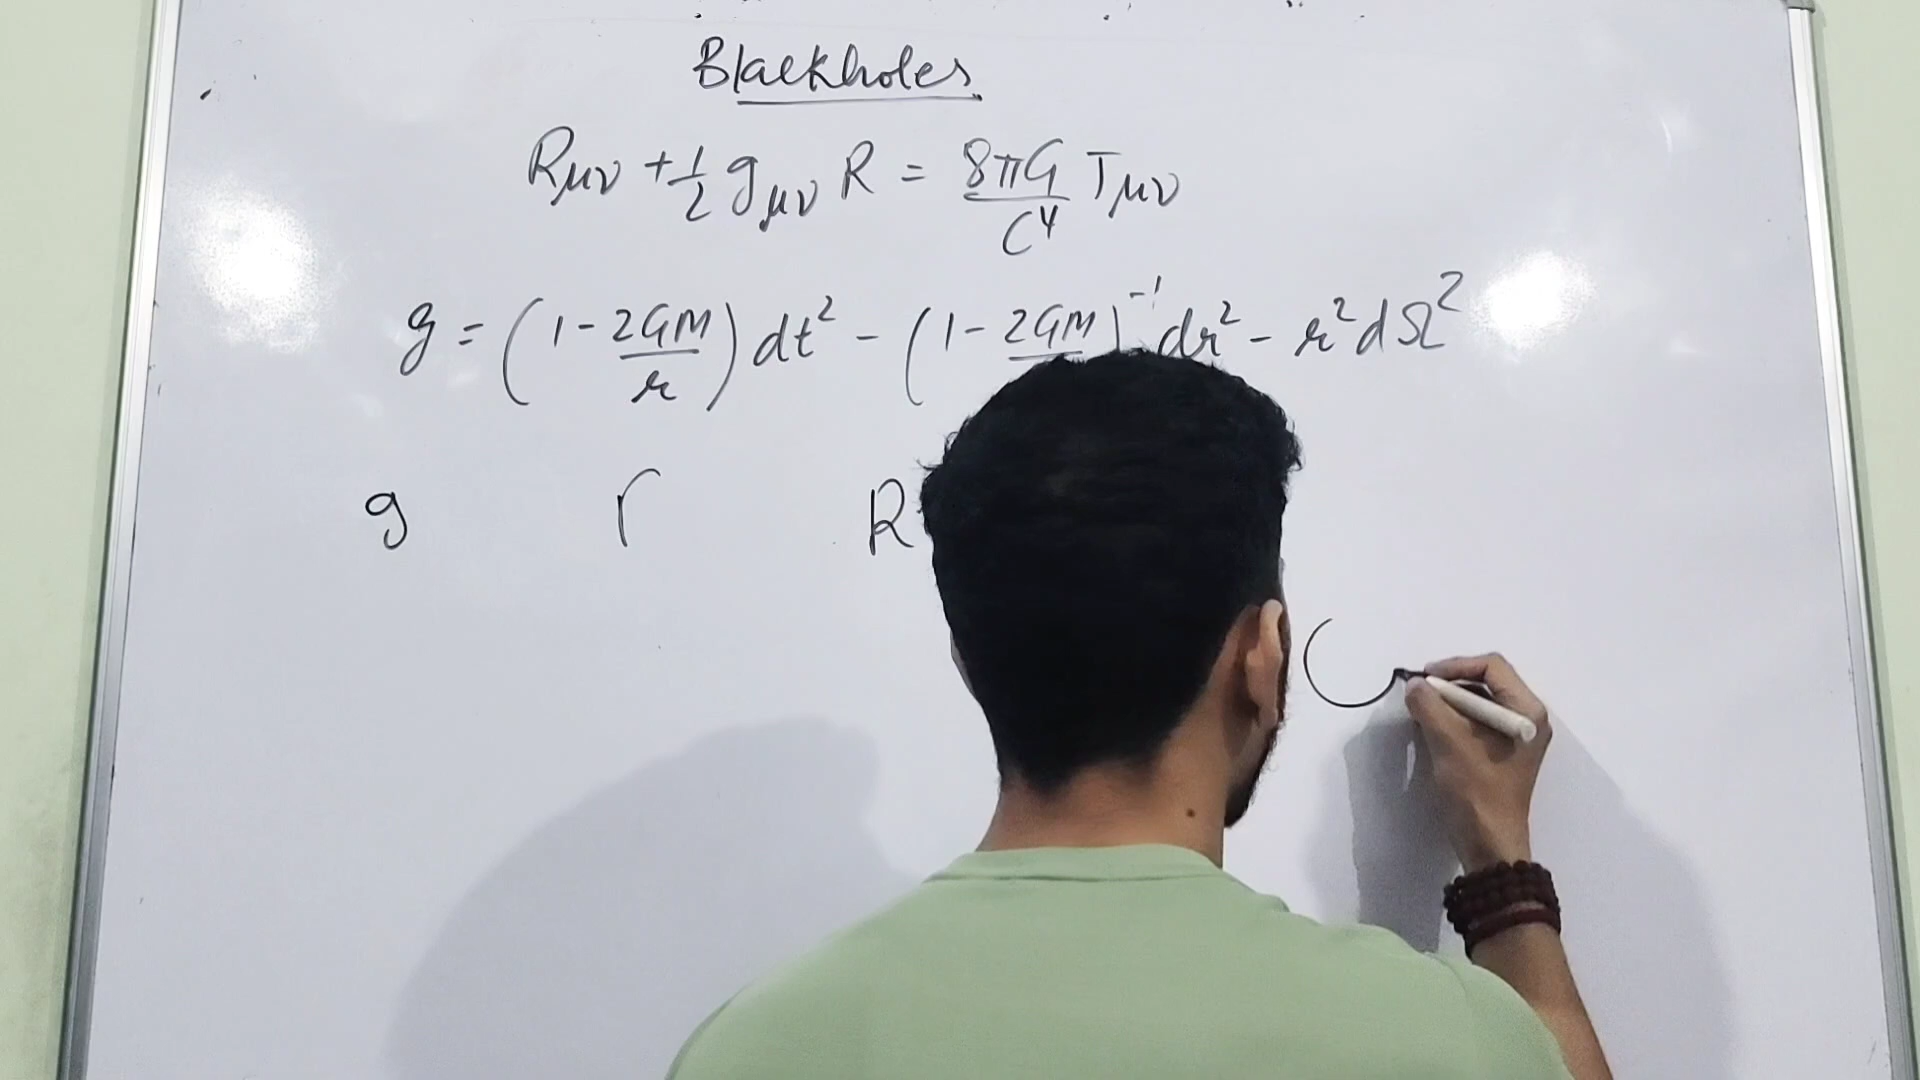 Blackholes
Rμν + 1/2 gμν R = 8πG/C⁴ Tμν
g = (1 - 2GM/r) dt² - (1 - 2GM)⁻¹ dr² - r² dΩ²
g Γ R